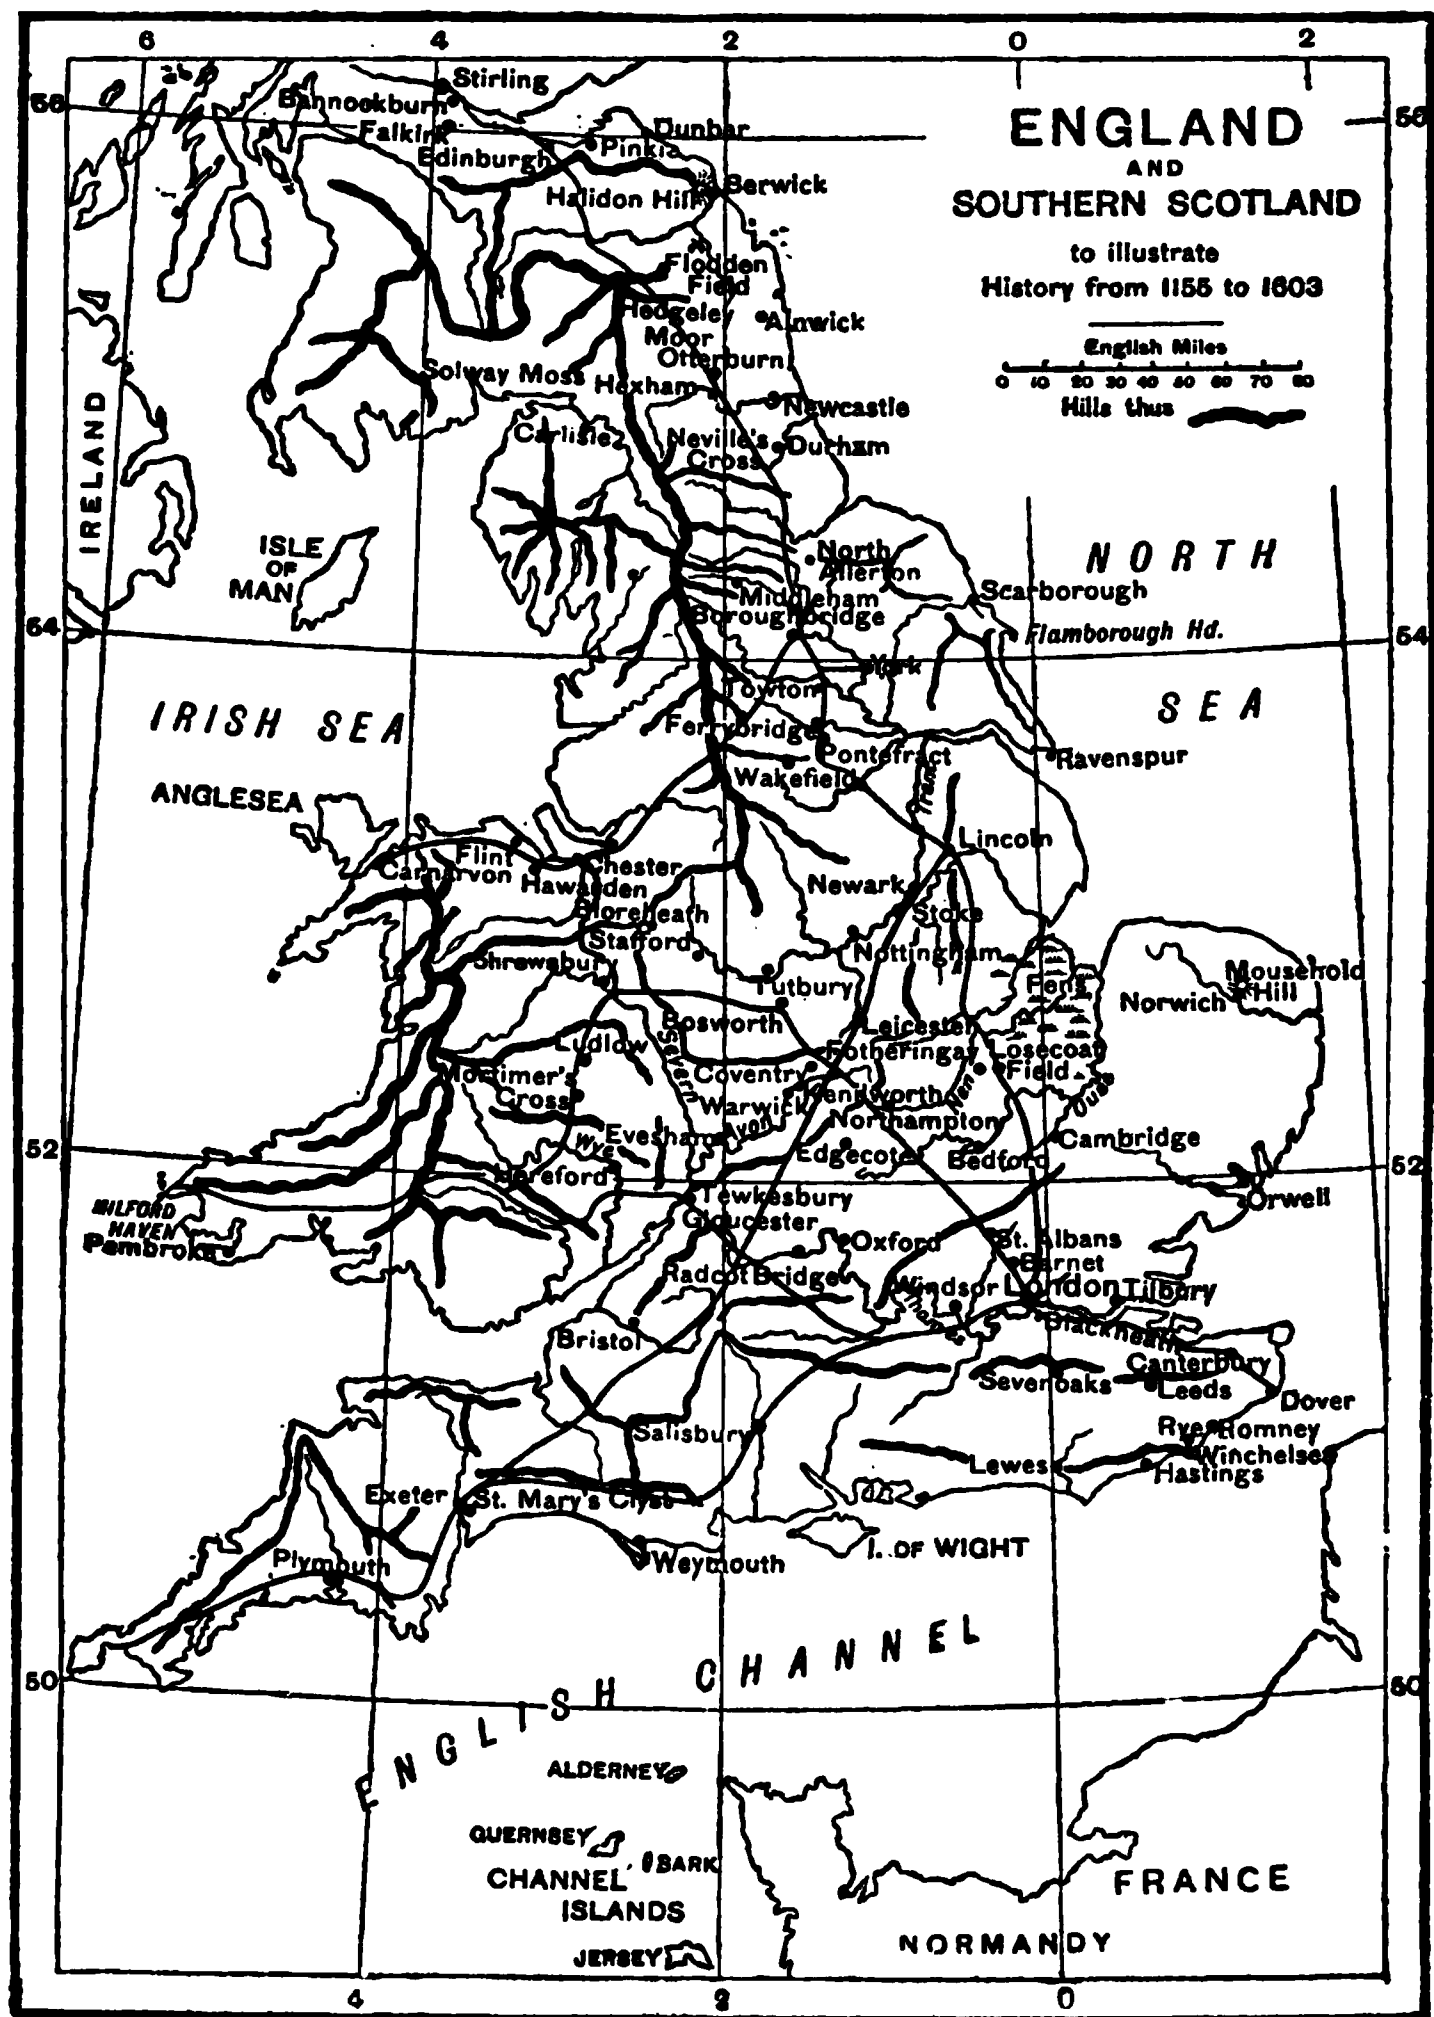 6 4 2 0 2
56
56
ENGLAND
AND
SOUTHERN SCOTLAND
to illustrate
History from 1155 to 1603
English Miles
0 10 20 30 40 50 60 70 80
Hills thus
Stirling
Bannockburn
Falkirk
Dunbar
Pinkie
Edinburgh
Halidon Hill
Berwick
Flodden
Field
Hedgeley
Moor
Alnwick
Otterburn
Solway Moss
Hexham
Newcastle
Carlisle
Neville's
Cross
Durham
IRELAND
ISLE
OF
MAN
North
Allerton
NORTH
Middleham
Scarborough
Boroughbridge
Flamborough Hd.
54
54
York
Towton
SEA
IRISH SEA
Ferrybridge
Pontefract
Ravenspur
Wakefield
Trent
ANGLESEA
Lincoln
Flint
Carnarvon
Chester
Hawarden
Newark
Bloreheath
Stoke
Stafford
Nottingham
Shrewsbury
Tutbury
Fens
Mousehold
Hill
Norwich
Bosworth
Leicester
Severn
Ludlow
Fotheringay
Losecoat
Field
Coventry
Mortimer's
Cross
Kenilworth
Nen
Ouse
Warwick
Northampton
Avon
Wye
Evesham
Edgecote
Bedford
Cambridge
52
52
Hereford
Tewkesbury
Orwell
MILFORD
HAVEN
Pembroke
Gloucester
Oxford
St. Albans
Barnet
Radcot Bridge
Windsor
London
Tilbury
Thames
Blackheath
Bristol
Canterbury
Sevenoaks
Leeds
Dover
Salisbury
Rye
Romney
Winchelsea
Lewes
Hastings
Exeter
St. Mary's Clyst
I. OF WIGHT
Plymouth
Weymouth
ENGLISH CHANNEL
50
50
ALDERNEY
GUERNSEY
SARK
CHANNEL
ISLANDS
FRANCE
JERSEY
NORMANDY
4 2 0